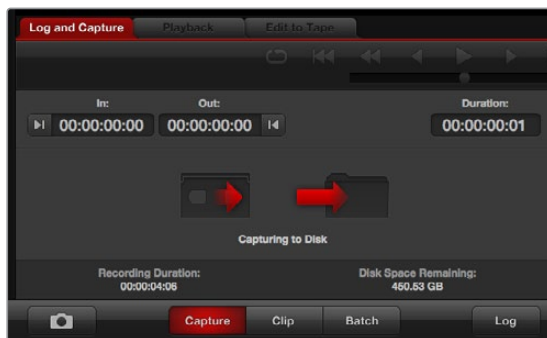 Log and Capture Playback Edit to Tape
In: Out: Duration:
00:00:00:00 00:00:00:00 00:00:00:01
Capturing to Disk
Recording Duration: Disk Space Remaining:
00:00:04:06 450.53 GB
Capture Clip Batch Log